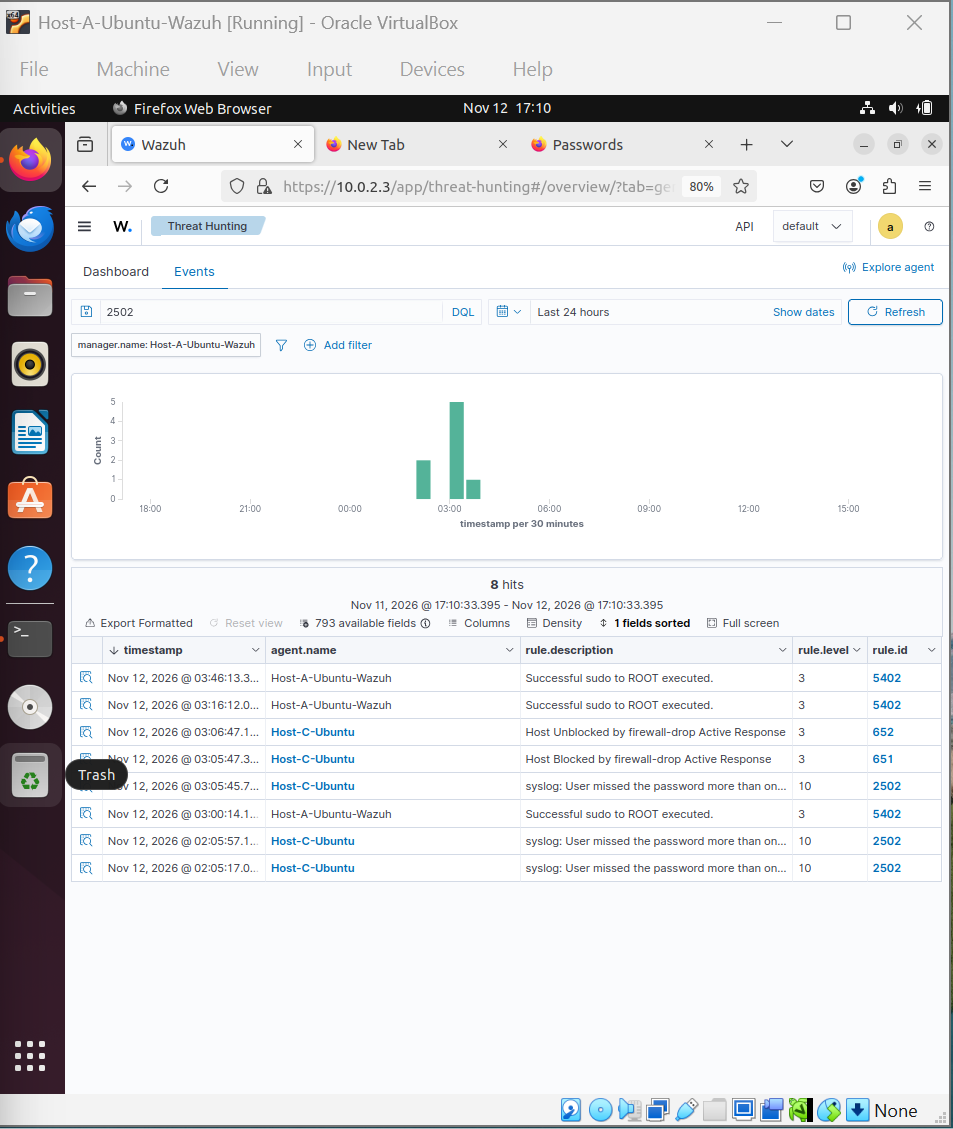 Host-A-Ubuntu-Wazuh [Running] - Oracle VirtualBox
File Machine View Input Devices Help
Activities Firefox Web Browser Nov 12 17:10
Wazuh New Tab Passwords
https://10.0.2.3/app/threat-hunting#/overview/?tab=ge 80%
W. Threat Hunting API default a
Dashboard Events Explore agent
2502 DQL Last 24 hours Show dates Refresh
manager.name: Host-A-Ubuntu-Wazuh Add filter
5
4
3
2
1
0
Count
18:00 21:00 00:00 03:00 06:00 09:00 12:00 15:00
timestamp per 30 minutes
8 hits
Nov 11, 2026 @ 17:10:33.395 - Nov 12, 2026 @ 17:10:33.395
Export Formatted Reset view 793 available fields Columns Density 1 fields sorted Full screen
timestamp agent.name rule.description rule.level rule.id
Nov 12, 2026 @ 03:46:13.3... Host-A-Ubuntu-Wazuh Successful sudo to ROOT executed. 3 5402
Nov 12, 2026 @ 03:16:12.0... Host-A-Ubuntu-Wazuh Successful sudo to ROOT executed. 3 5402
Nov 12, 2026 @ 03:06:47.1... Host-C-Ubuntu Host Unblocked by firewall-drop Active Response 3 652
Nov 12, 2026 @ 03:05:47.3... Host-C-Ubuntu Host Blocked by firewall-drop Active Response 3 651
Trash
Nov 12, 2026 @ 03:05:45.7... Host-C-Ubuntu syslog: User missed the password more than on... 10 2502
Nov 12, 2026 @ 03:00:14.1... Host-A-Ubuntu-Wazuh Successful sudo to ROOT executed. 3 5402
Nov 12, 2026 @ 02:05:57.1... Host-C-Ubuntu syslog: User missed the password more than on... 10 2502
Nov 12, 2026 @ 02:05:17.0... Host-C-Ubuntu syslog: User missed the password more than on... 10 2502
None